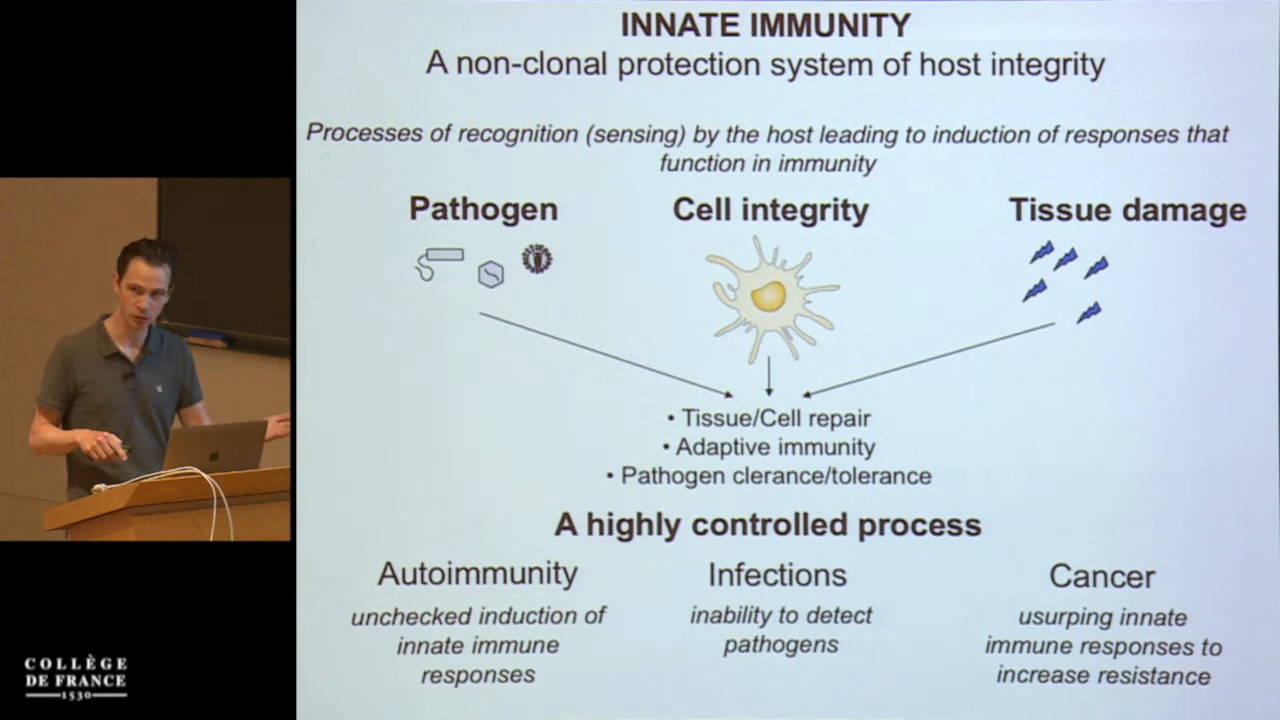 INNATE IMMUNITY
A non-clonal protection system of host integrity
Processes of recognition (sensing) by the host leading to induction of responses that
function in immunity
Pathogen
Cell integrity
Tissue damage
• Tissue/Cell repair
• Adaptive immunity
• Pathogen clerance/tolerance
A highly controlled process
Autoimmunity
unchecked induction of
innate immune
responses
Infections
inability to detect
pathogens
Cancer
usurping innate
immune responses to
increase resistance
COLLÈGE
DE FRANCE
1530